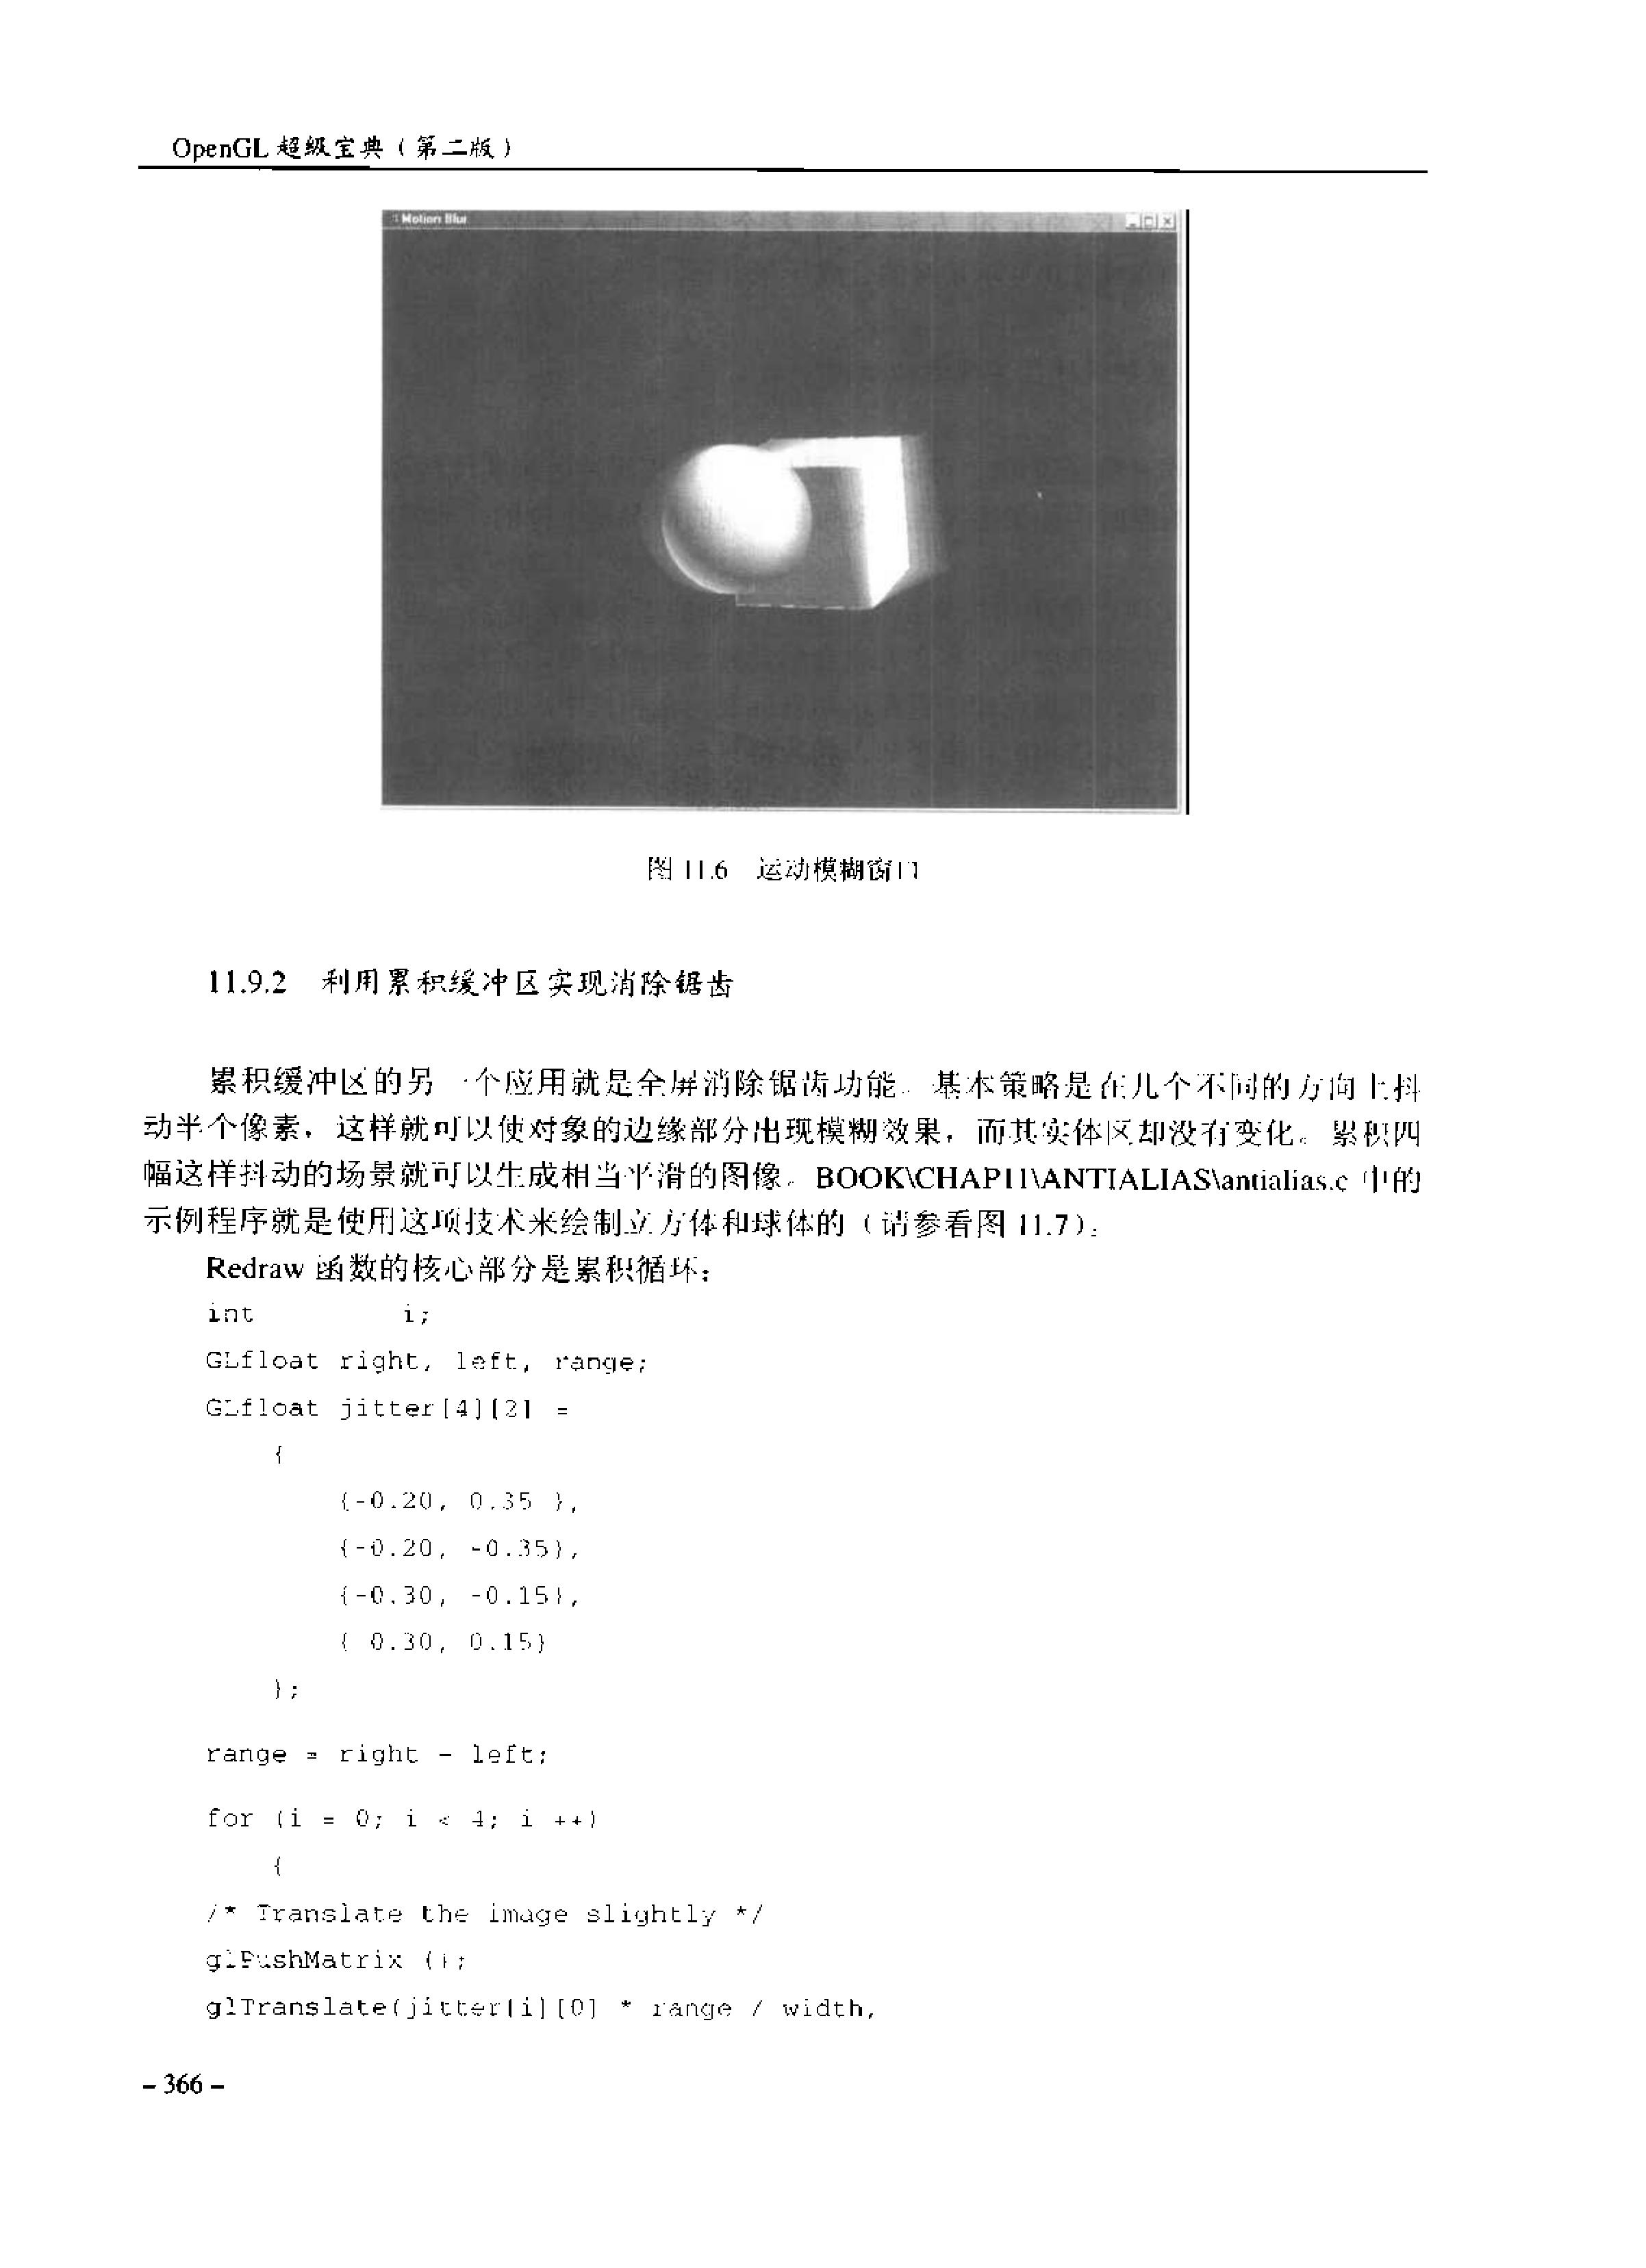 OpenGL 超级宝典（第二版）
Motion Blur
图 11.6 运动模糊窗口
11.9.2 利用累积缓冲区实现消除锯齿
累积缓冲区的另一个应用就是全屏消除锯齿功能。基本策略是在几个不同的方向上抖
动半个像素，这样就可以使对象的边缘部分出现模糊效果，而其实体区却没有变化。累积四
幅这样抖动的场景就可以生成相当平滑的图像。BOOK\CHAP11\ANTIALIAS\antialias.c 中的
示例程序就是使用这项技术来绘制立方体和球体的（请参看图 11.7）：
Redraw 函数的核心部分是累积循环：
int i;
GLfloat right, left, range;
GLfloat jitter[4][2] =
{
{-0.20, 0.35 },
{-0.20, -0.35},
{-0.30, -0.15},
{ 0.30, 0.15}
};
range = right - left;
for (i = 0; i < 4; i ++)
{
/* Translate the image slightly */
glPushMatrix ();
glTranslate(jitter[i][0] * range / width,
- 366 -